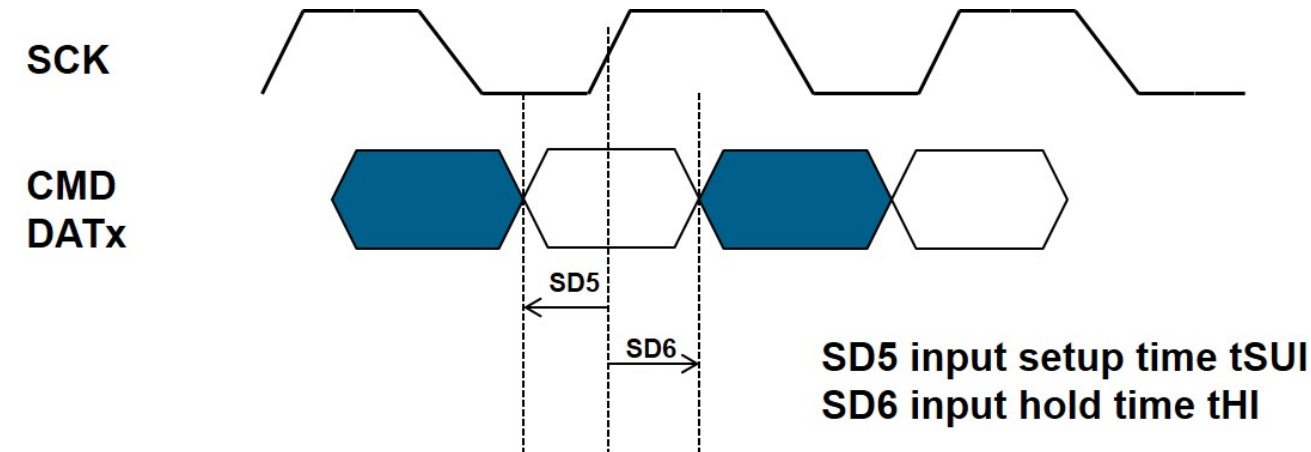 SCK
CMD
DATx
SD5
SD6
SD5 input setup time tSUI
SD6 input hold time tHI